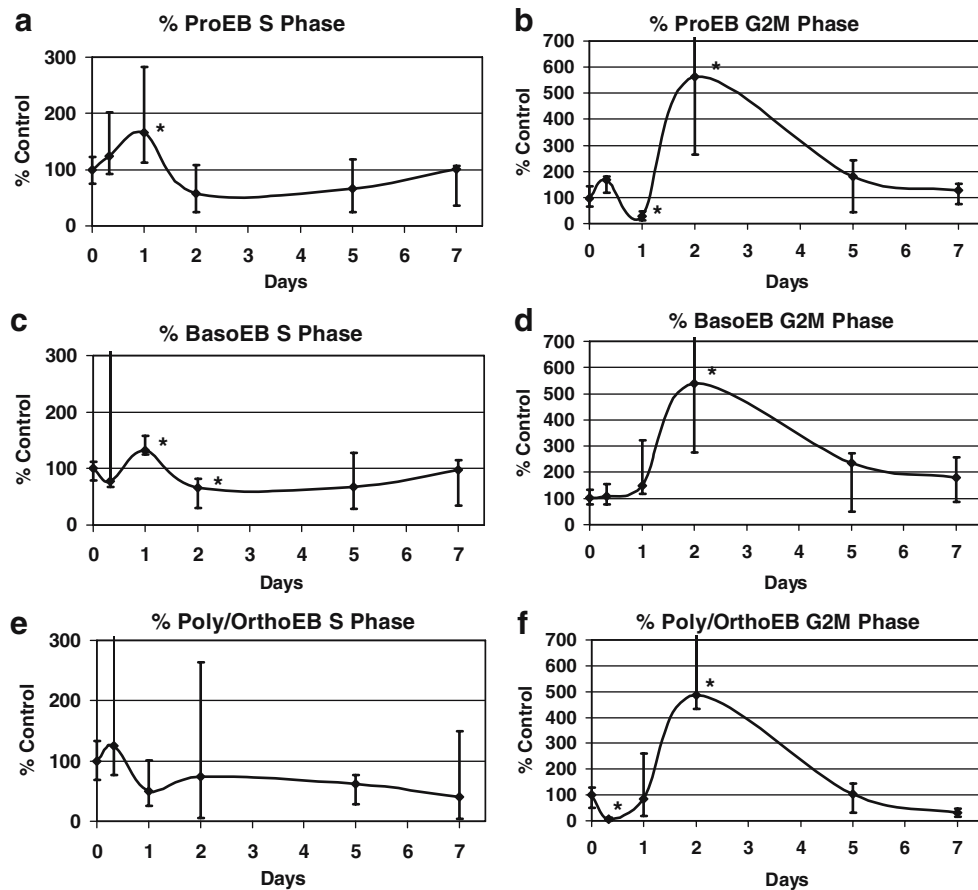 a
% ProEB S Phase
300
200
100
0
% Control
*
0 1 2 3 4 5 6 7
Days
b
% ProEB G2M Phase
700
600
500
400
300
200
100
0
% Control
*
*
0 1 2 3 4 5 6 7
Days
c
% BasoEB S Phase
300
200
100
0
% Control
*
*
0 1 2 3 4 5 6 7
Days
d
% BasoEB G2M Phase
700
600
500
400
300
200
100
0
% Control
*
0 1 2 3 4 5 6 7
Days
e
% Poly/OrthoEB S Phase
300
200
100
0
% Control
0 1 2 3 4 5 6 7
Days
f
% Poly/OrthoEB G2M Phase
700
600
500
400
300
200
100
0
% Control
*
*
0 1 2 3 4 5 6 7
Days